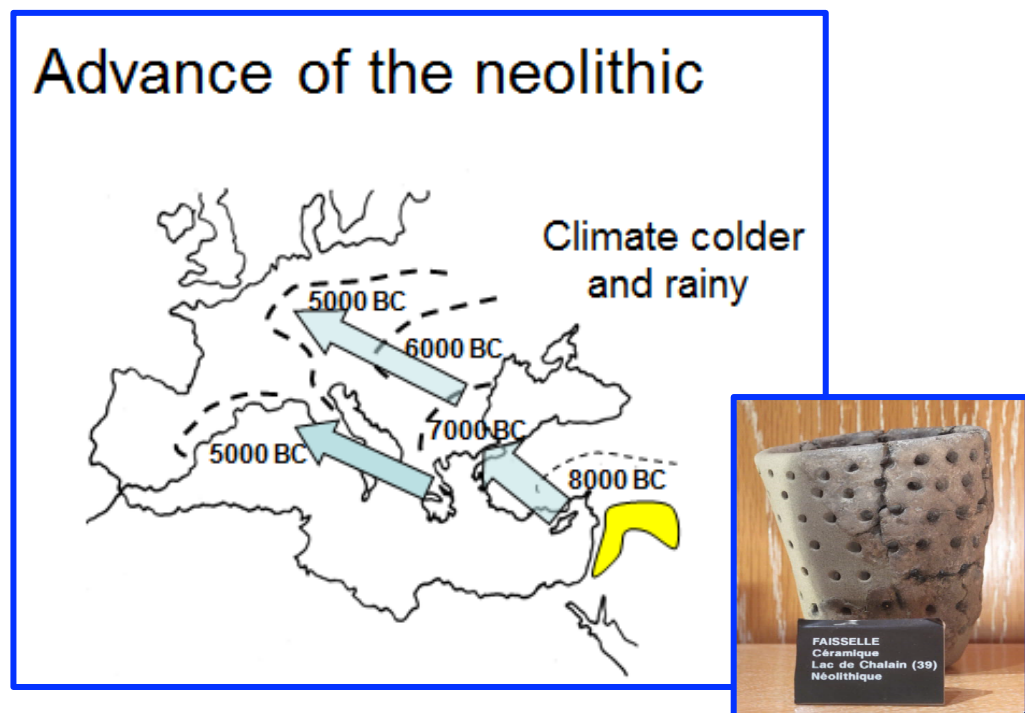 Advance of the neolithic
Climate colder
and rainy
5000 BC
6000 BC
7000 BC
5000 BC
8000 BC
FAISSELLE
Céramique
Lac de Chalain (39)
Néolithique